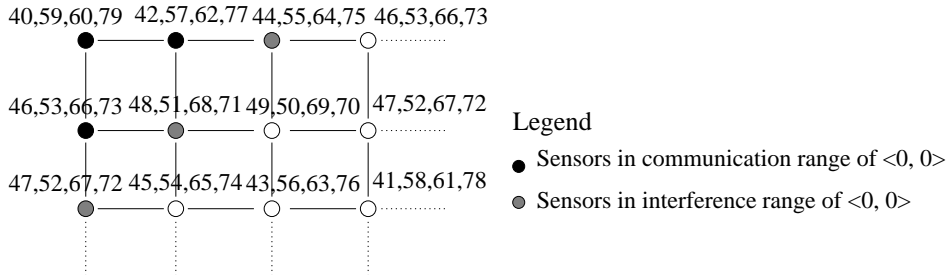 40,59,60,79 42,57,62,77 44,55,64,75 46,53,66,73
46,53,66,73 48,51,68,71 49,50,69,70 47,52,67,72
47,52,67,72 45,54,65,74 43,56,63,76 41,58,61,78
Legend
Sensors in communication range of <0, 0>
Sensors in interference range of <0, 0>